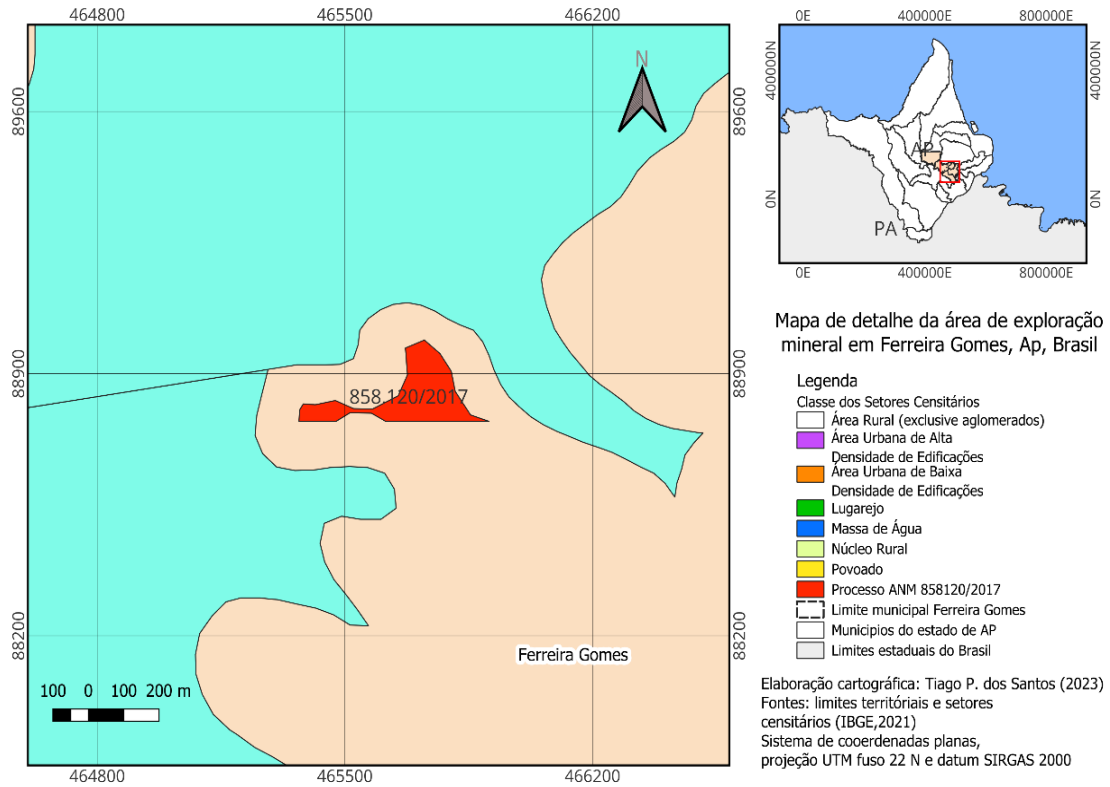 464800
465500
466200
89600
88900
88200
89600
88900
88200
N
858.120/2017
Ferreira Gomes
100 0 100 200 m
464800
465500
466200
0E
400000E
800000E
400000N
0N
400000N
0N
AP
PA
0E
400000E
800000E
Mapa de detalhe da área de exploração
mineral em Ferreira Gomes, Ap, Brasil
Legenda
Classe dos Setores Censitários
Área Rural (exclusive aglomerados)
Área Urbana de Alta
Densidade de Edificações
Área Urbana de Baixa
Densidade de Edificações
Lugarejo
Massa de Água
Núcleo Rural
Povoado
Processo ANM 858120/2017
Limite municipal Ferreira Gomes
Municipios do estado de AP
Limites estaduais do Brasil
Elaboração cartográfica: Tiago P. dos Santos (2023)
Fontes: limites territóriais e setores
censitários (IBGE,2021)
Sistema de cooerdenadas planas,
projeção UTM fuso 22 N e datum SIRGAS 2000